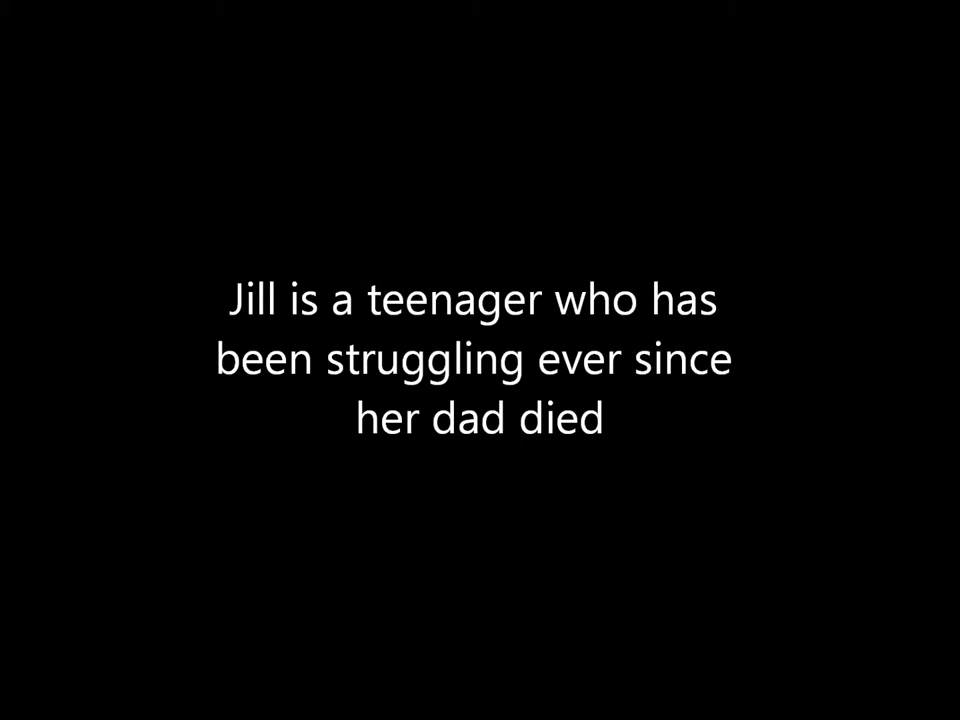 Jill is a teenager who has
been struggling ever since
her dad died